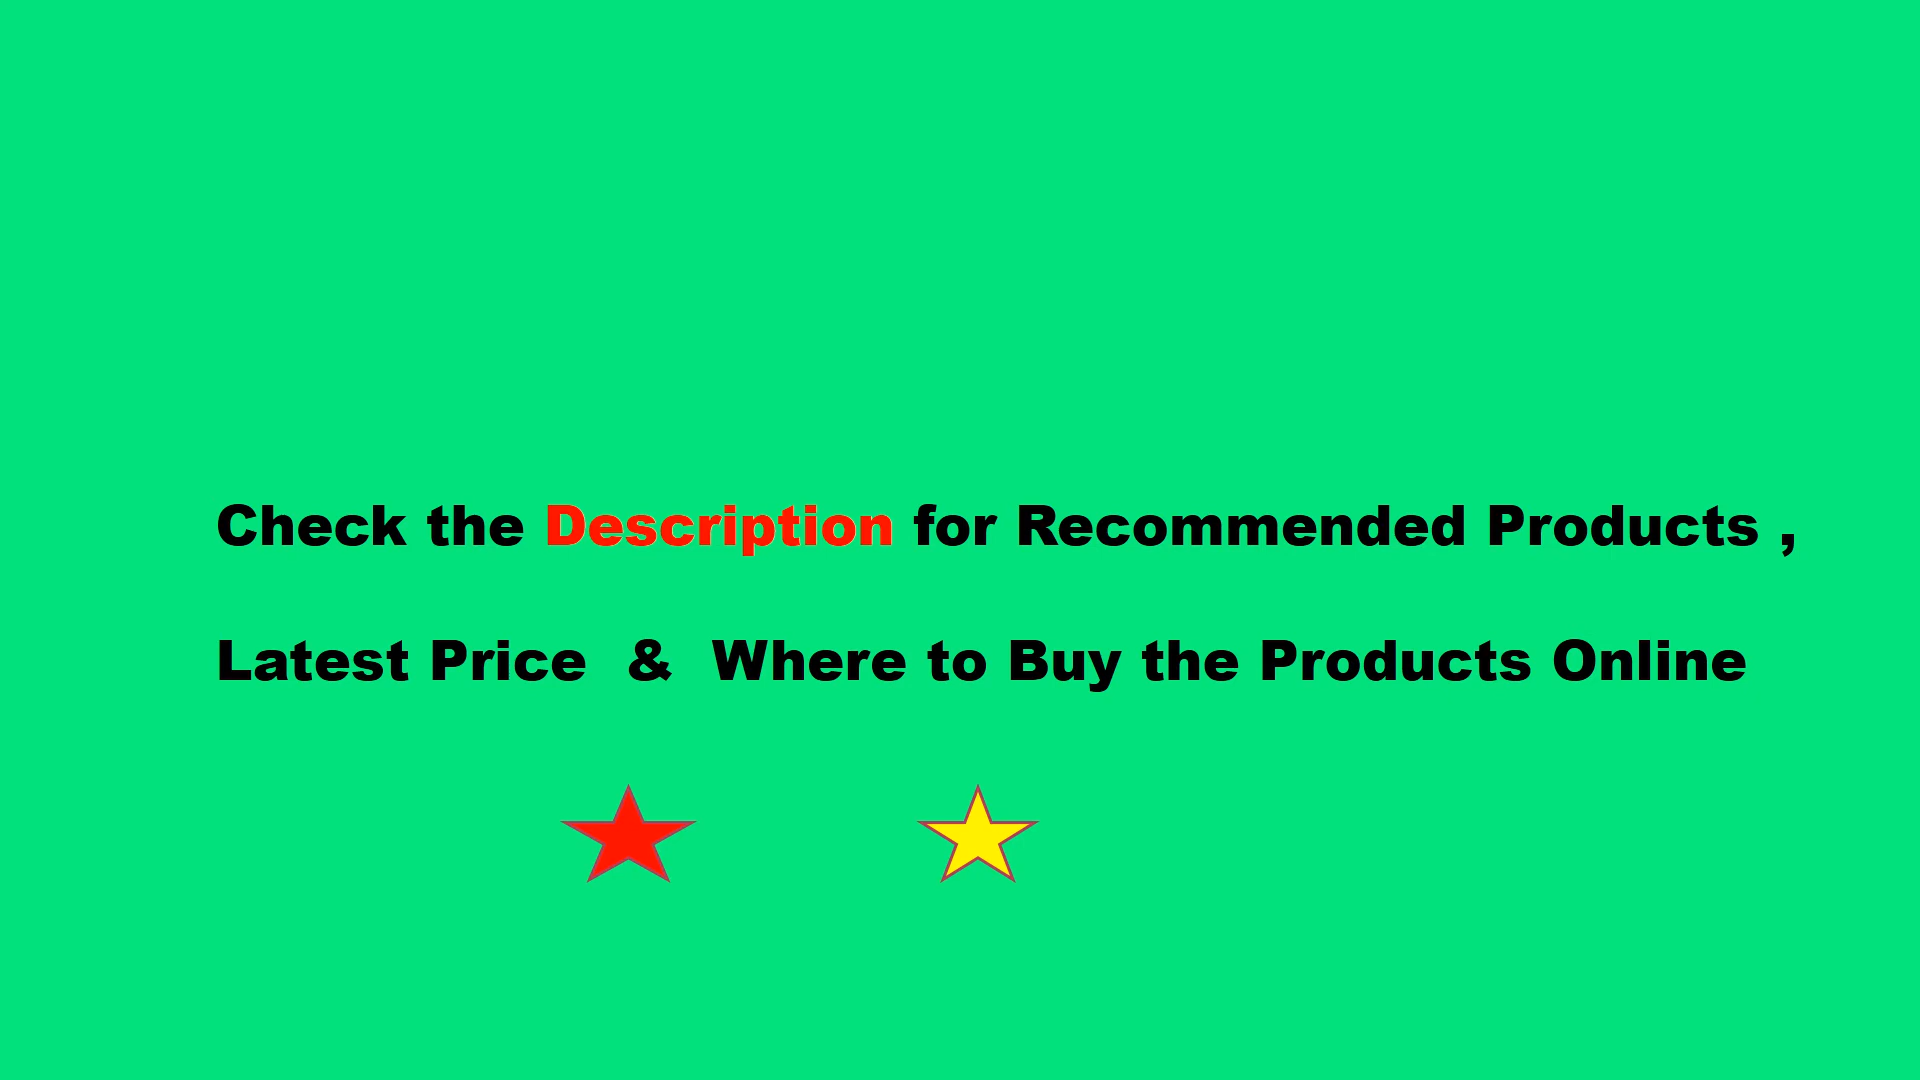 Check the Description for Recommended Products ,
Latest Price  &  Where to Buy the Products Online